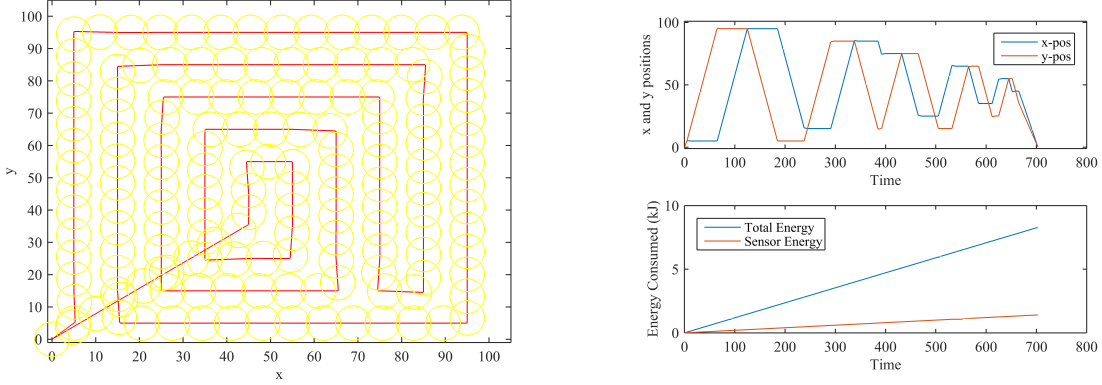 100
90
80
70
60
50
40
30
20
10
0
y
0 10 20 30 40 50 60 70 80 90 100
x
100
50
0
x and y positions
x-pos
y-pos
0 100 200 300 400 500 600 700 800
Time
10
5
0
Energy Consumed (kJ)
Total Energy
Sensor Energy
0 100 200 300 400 500 600 700 800
Time